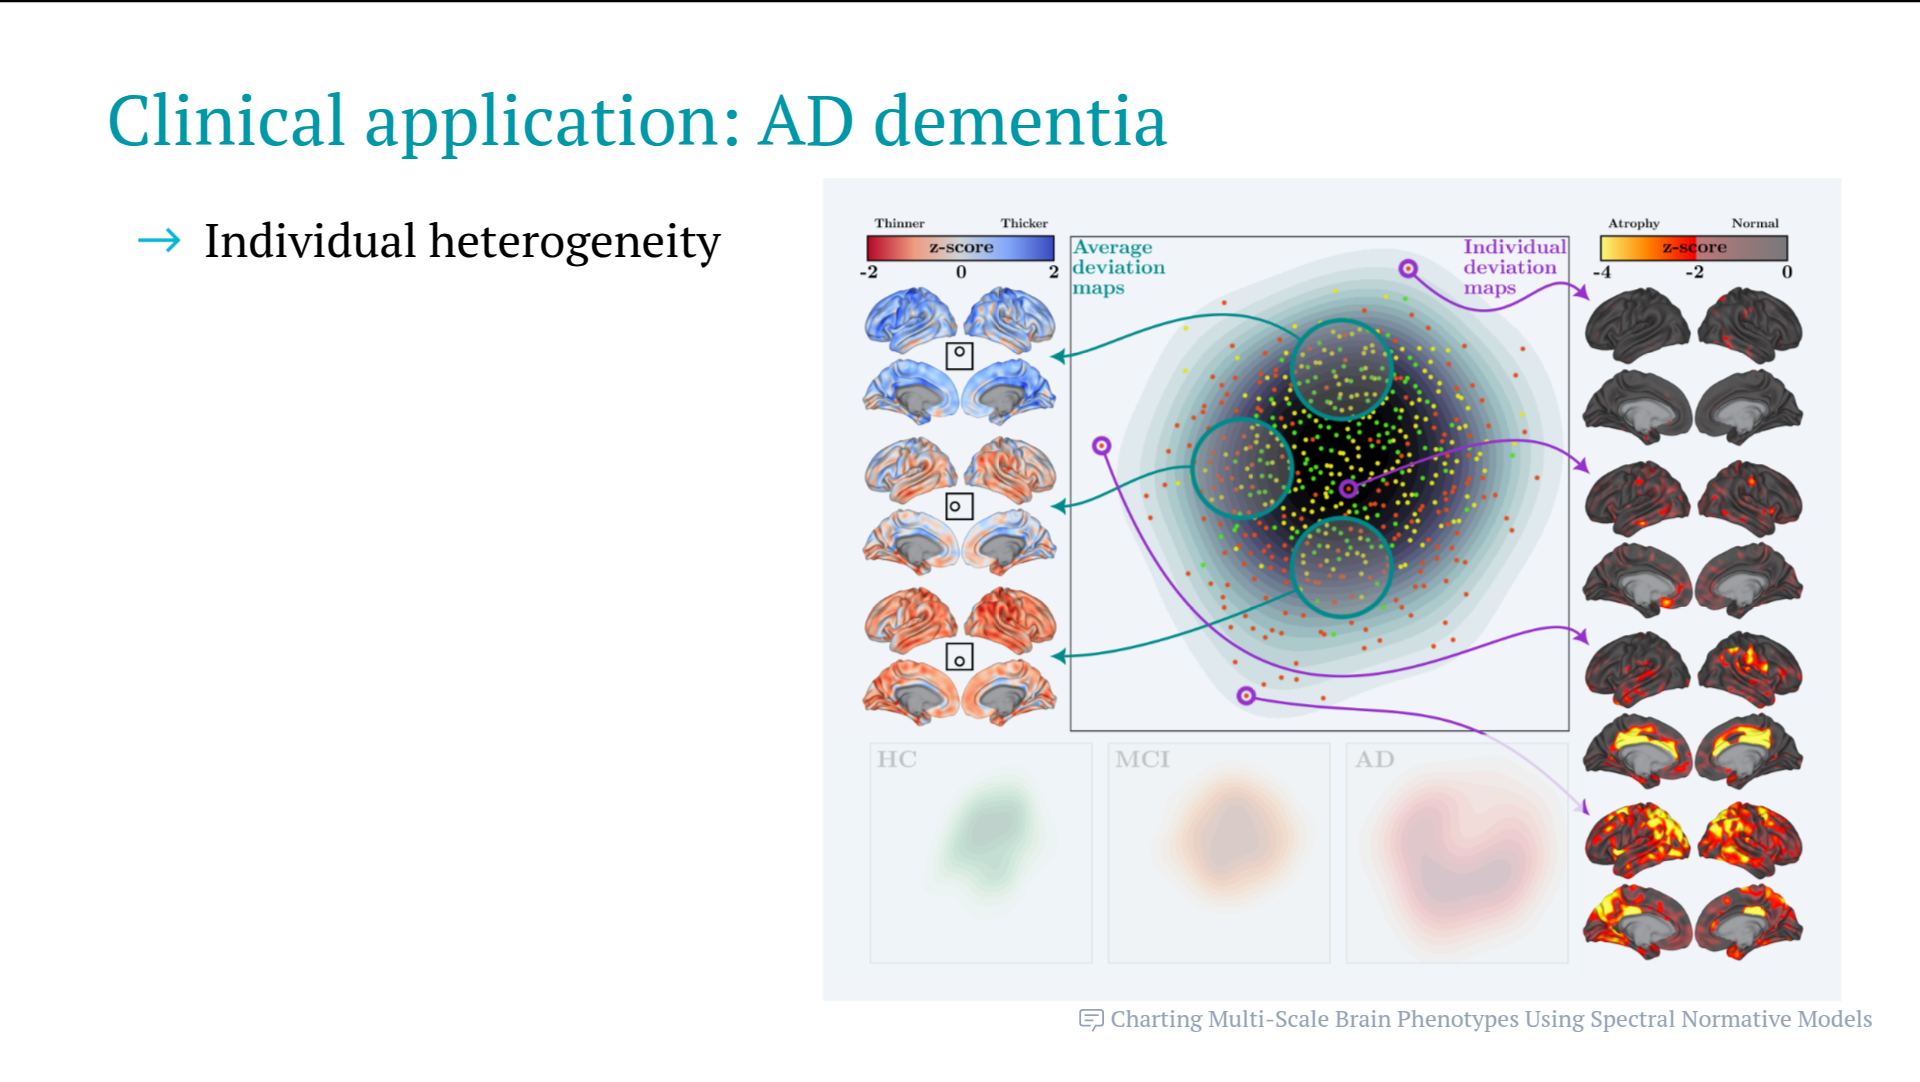 Clinical application: AD dementia
→ Individual heterogeneity
Thinner Thicker
z-score
-2 0 2
Average
deviation
maps
Individual
deviation
maps
Atrophy Normal
z-score
-4 -2 0
HC
MCI
AD
Charting Multi-Scale Brain Phenotypes Using Spectral Normative Models